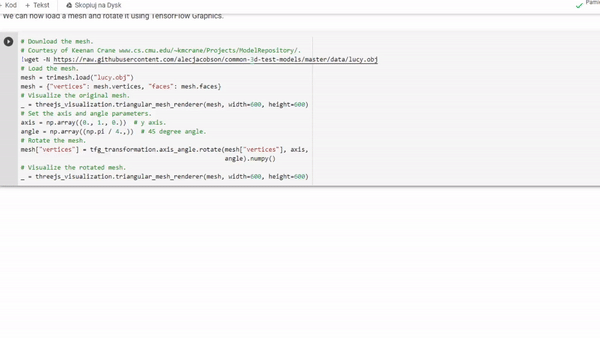 Kod + Tekst Skopiuj na Dysk
We can now load a mesh and rotate it using TensorFlow Graphics.
# Download the mesh.
# Courtesy of Keenan Crane www.cs.cmu.edu/~kmcrane/Projects/ModelRepository/.
!wget -N https://raw.githubusercontent.com/alecjacobson/common-3d-test-models/master/data/lucy.obj
# Load the mesh.
mesh = trimesh.load("lucy.obj")
mesh = {"vertices": mesh.vertices, "faces": mesh.faces}
# Visualize the original mesh.
_ = threejs_visualization.triangular_mesh_renderer(mesh, width=600, height=600)
# Set the axis and angle parameters.
axis = np.array((0., 1., 0.)) # y axis.
angle = np.array((np.pi / 4.,)) # 45 degree angle.
# Rotate the mesh.
mesh["vertices"] = tfg_transformation.axis_angle.rotate(mesh["vertices"], axis,
angle).numpy()
# Visualize the rotated mesh.
_ = threejs_visualization.triangular_mesh_renderer(mesh, width=600, height=600)